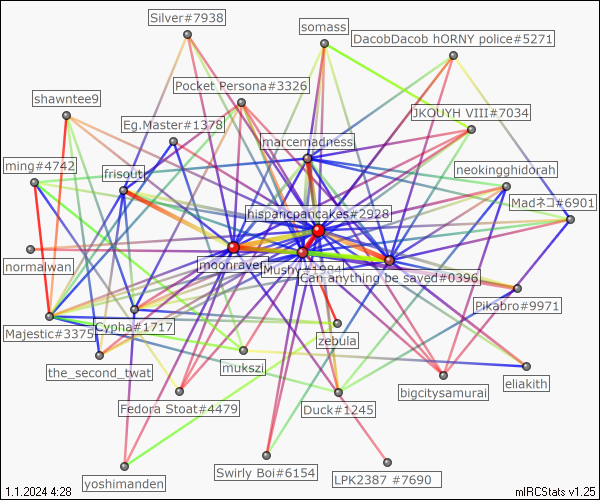 Silver#7938
somass
DacobDacob hORNY police#5271
Pocket Persona#3326
shawntee9
JKOUYH VIII#7034
Eg.Master#1378
marcemadness
ming#4742
frisout
neokingghidorah
Madネコ#6901
hispanicpancakes#2928
normalwan
moonraven
Mushy#1984
Can anything be saved#0396
Pikabro#9971
Majestic#3375
Cypha#1717
zebula
the_second_twat
mukszi
eliakith
bigcitysamurai
Fedora Stoat#4479
Duck#1245
Swirly Boi#6154
LPK2387 #7690
yoshimanden
1.1.2024 4:28
mIRCStats v1.25